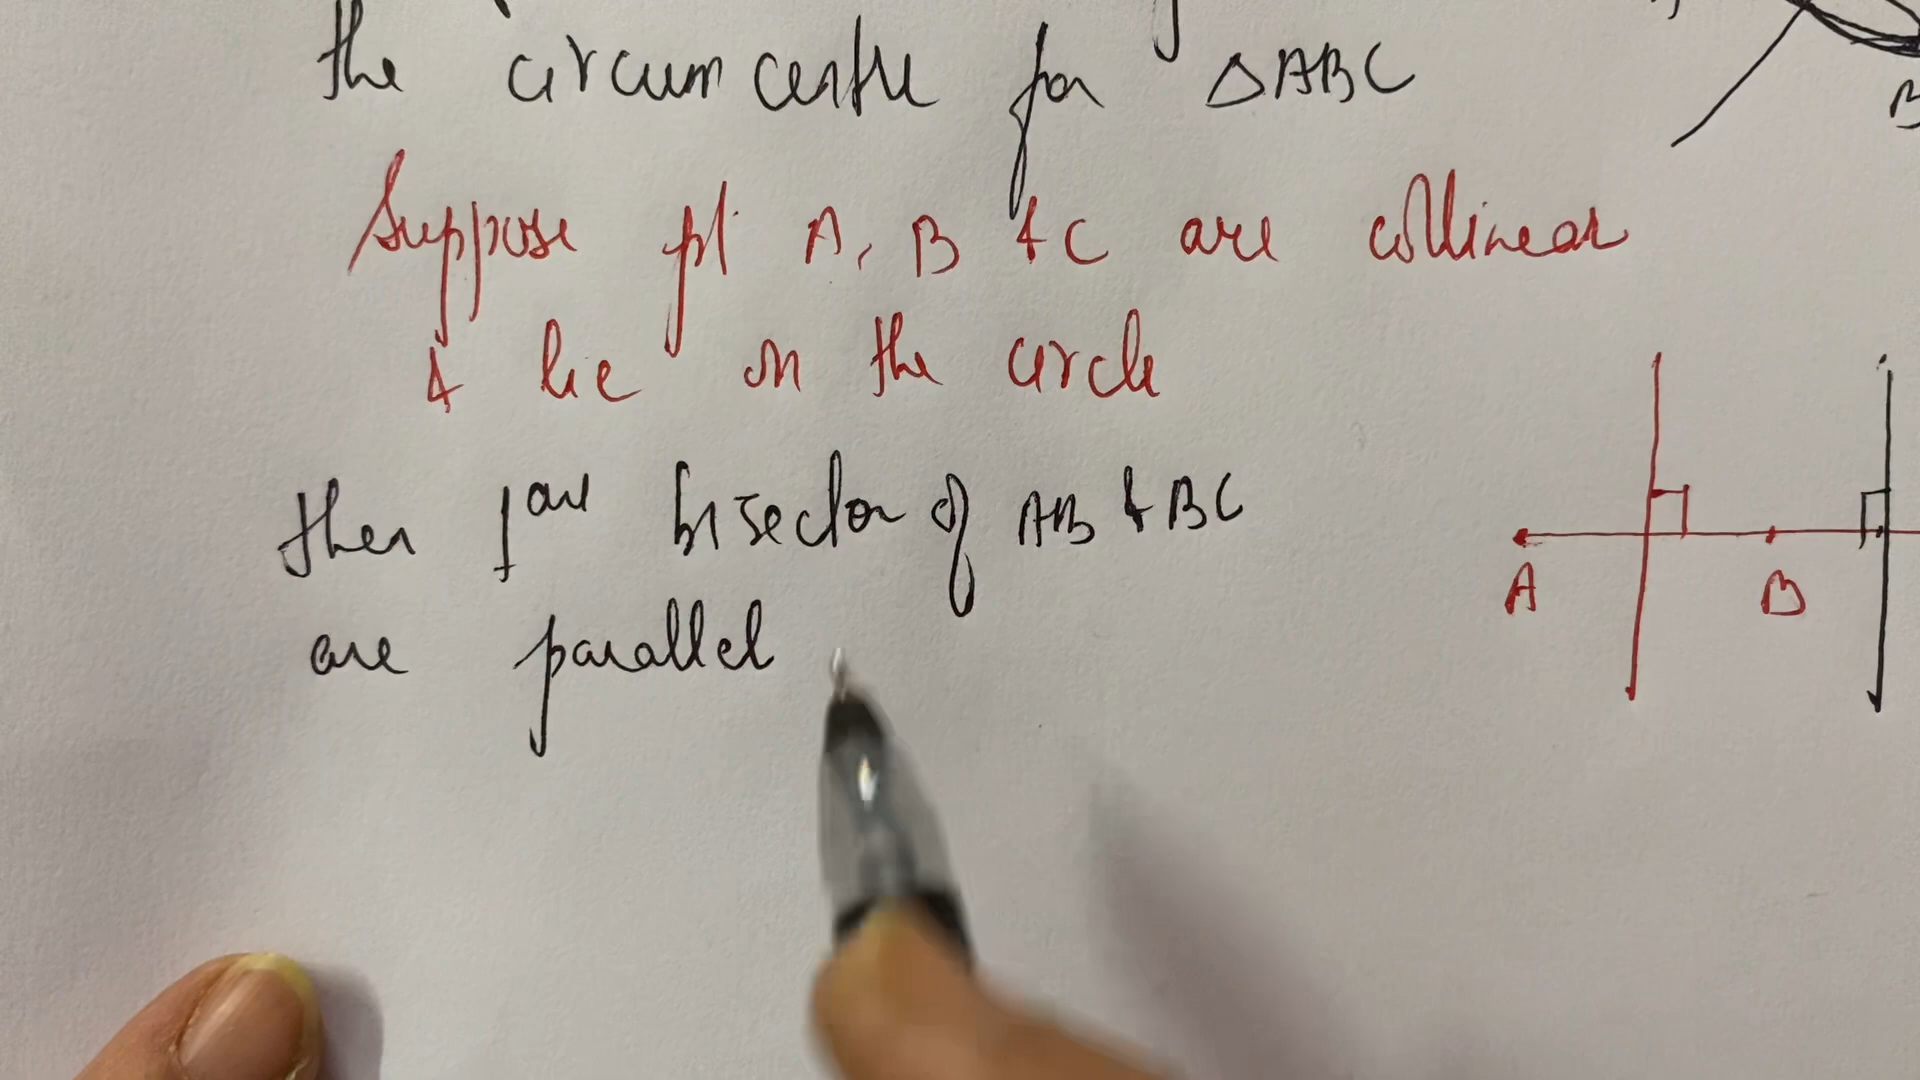 the circumcentre for △ABC
Suppose pt A, B & C are collinear
& lie on the circle
then ⊥ar bisector of AB & BC
are parallel
A
B
B